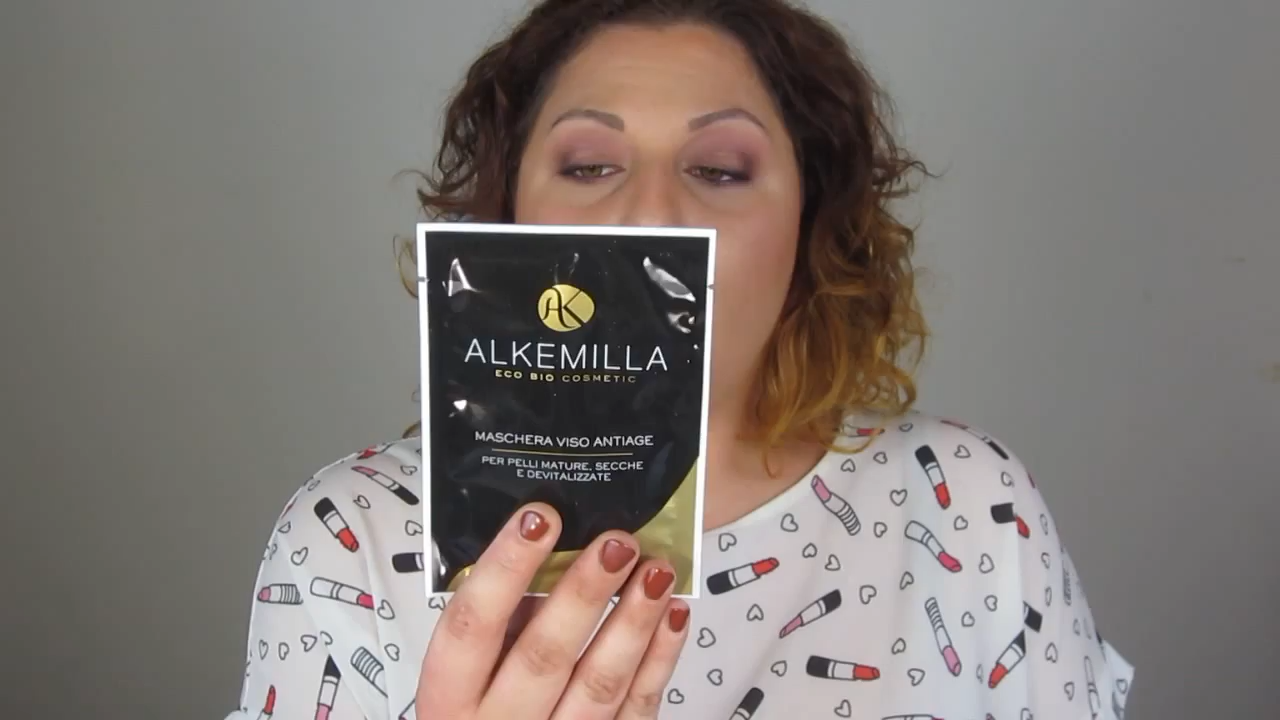 AK
ALKEMILLA
ECO BIO COSMETIC
MASCHERA VISO ANTIAGE
PER PELLI MATURE, SECCHE
E DEVITALIZZATE